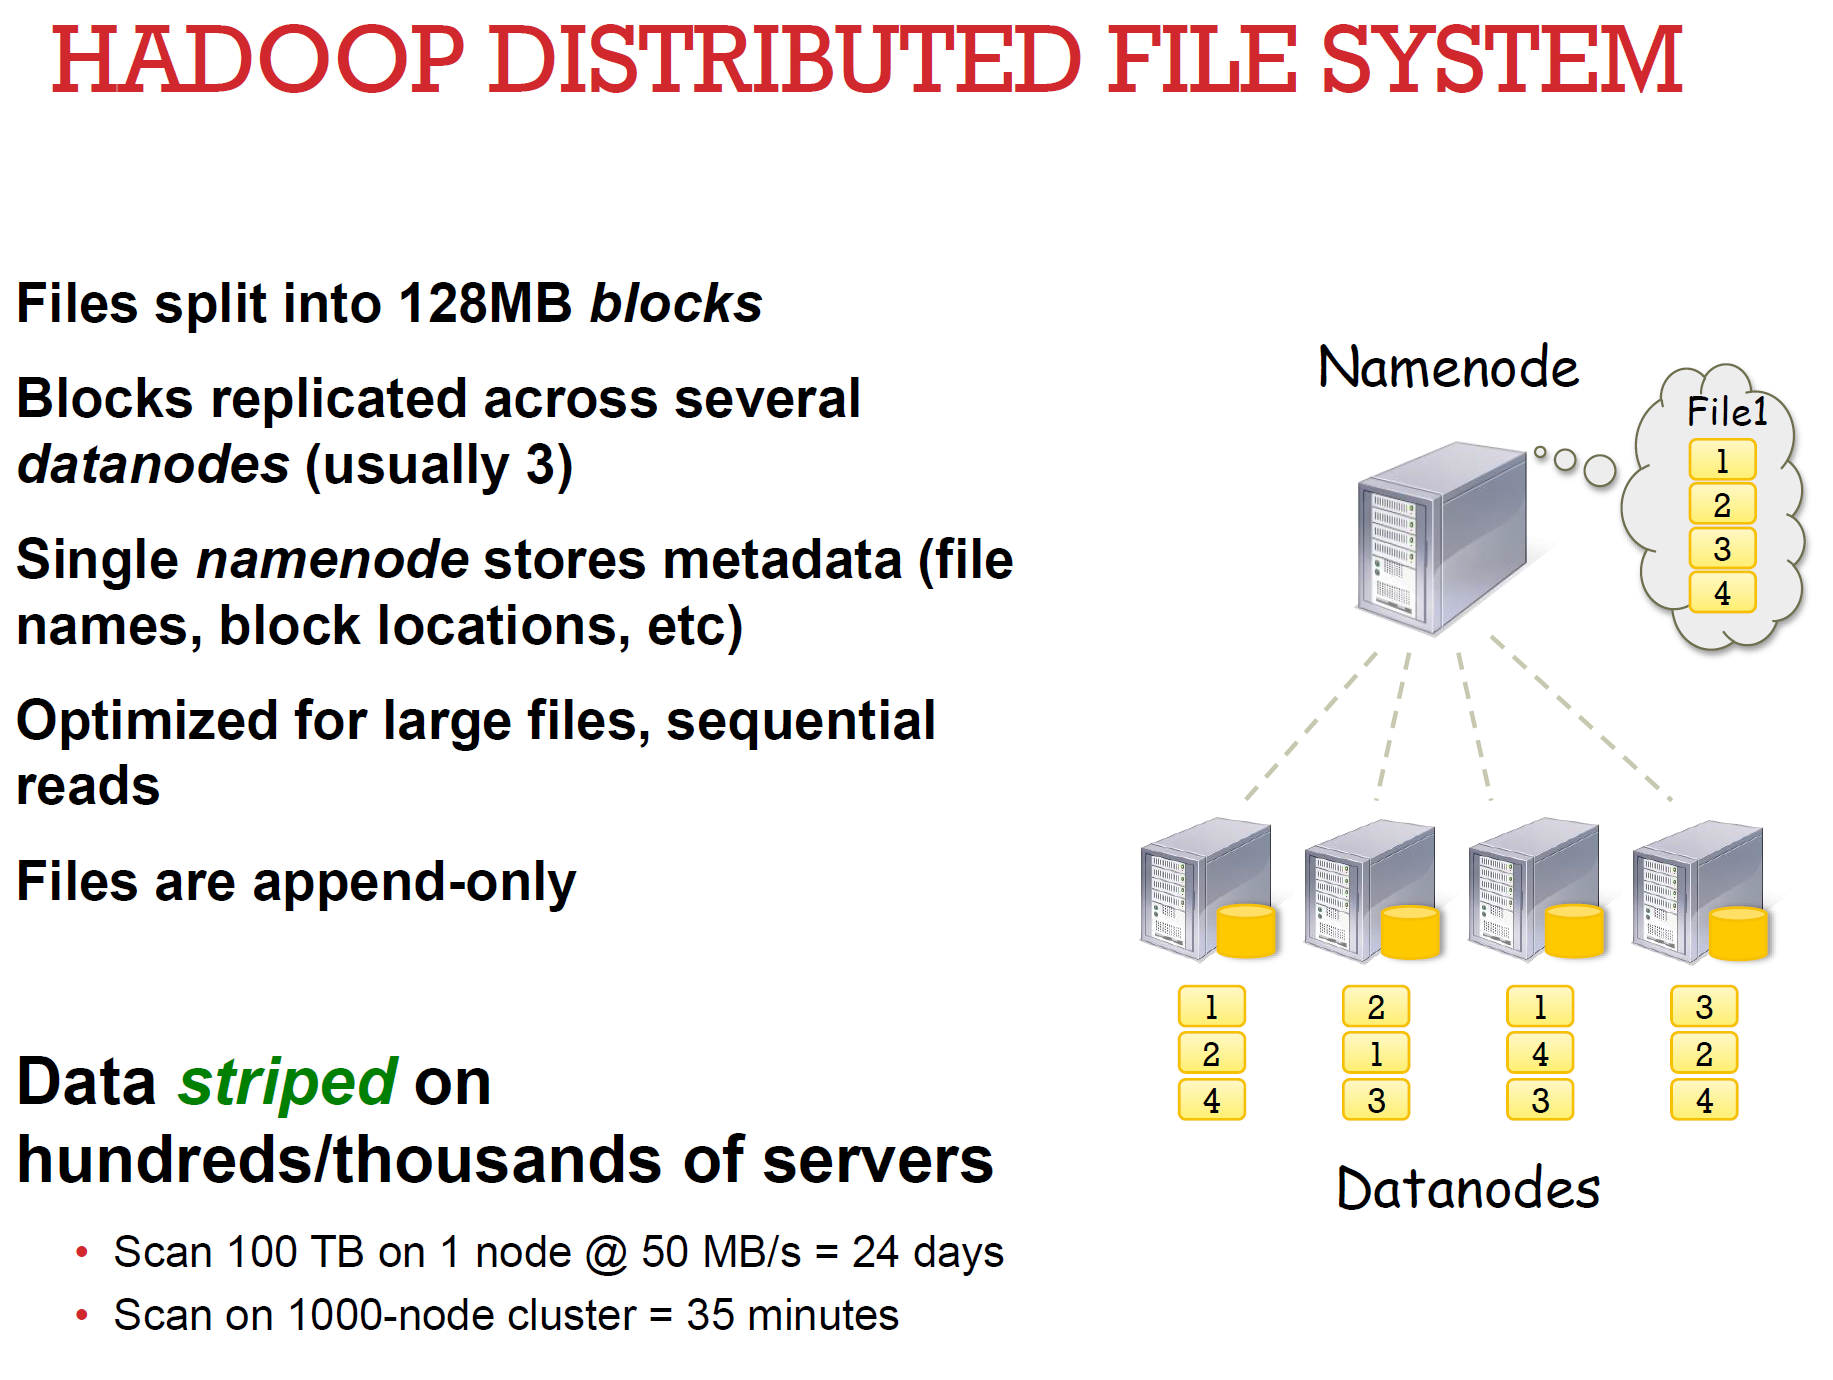 HADOOP DISTRIBUTED FILE SYSTEM
Files split into 128MB blocks
Blocks replicated across several
datanodes (usually 3)
Single namenode stores metadata (file
names, block locations, etc)
Optimized for large files, sequential
reads
Files are append-only
Data striped on
hundreds/thousands of servers
• Scan 100 TB on 1 node @ 50 MB/s = 24 days
• Scan on 1000-node cluster = 35 minutes
Namenode
File1
1
2
3
4
1 2 1 3
2 1 4 2
4 3 3 4
Datanodes